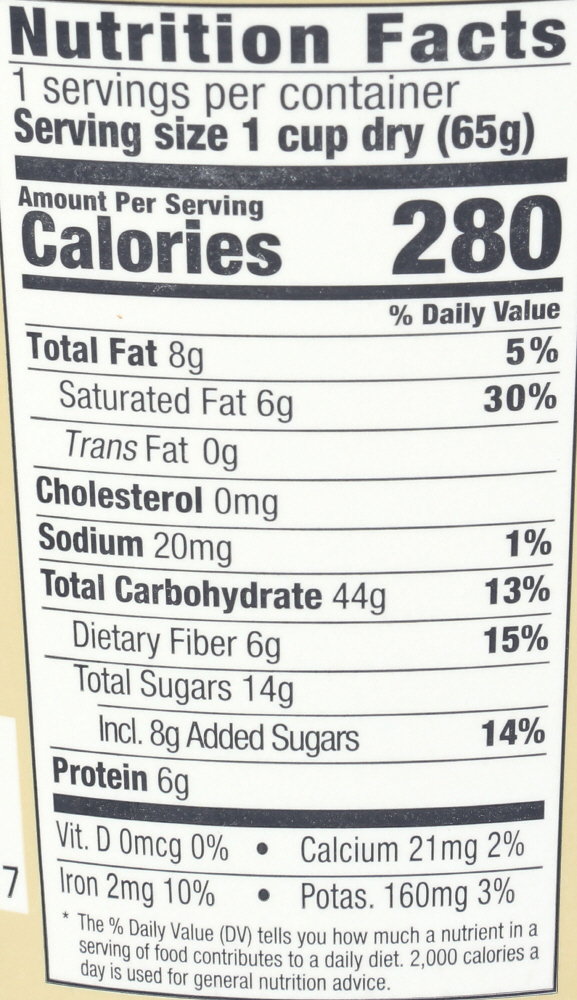 Nutrition Facts
1 servings per container
Serving size 1 cup dry (65g)
Amount Per Serving
Calories 280
% Daily Value
Total Fat 8g 5%
Saturated Fat 6g 30%
Trans Fat 0g
Cholesterol 0mg
Sodium 20mg 1%
Total Carbohydrate 44g 13%
Dietary Fiber 6g 15%
Total Sugars 14g
Incl. 8g Added Sugars 14%
Protein 6g
Vit. D 0mcg 0% • Calcium 21mg 2%
Iron 2mg 10% • Potas. 160mg 3%
* The % Daily Value (DV) tells you how much a nutrient in a
serving of food contributes to a daily diet. 2,000 calories a
day is used for general nutrition advice.
7